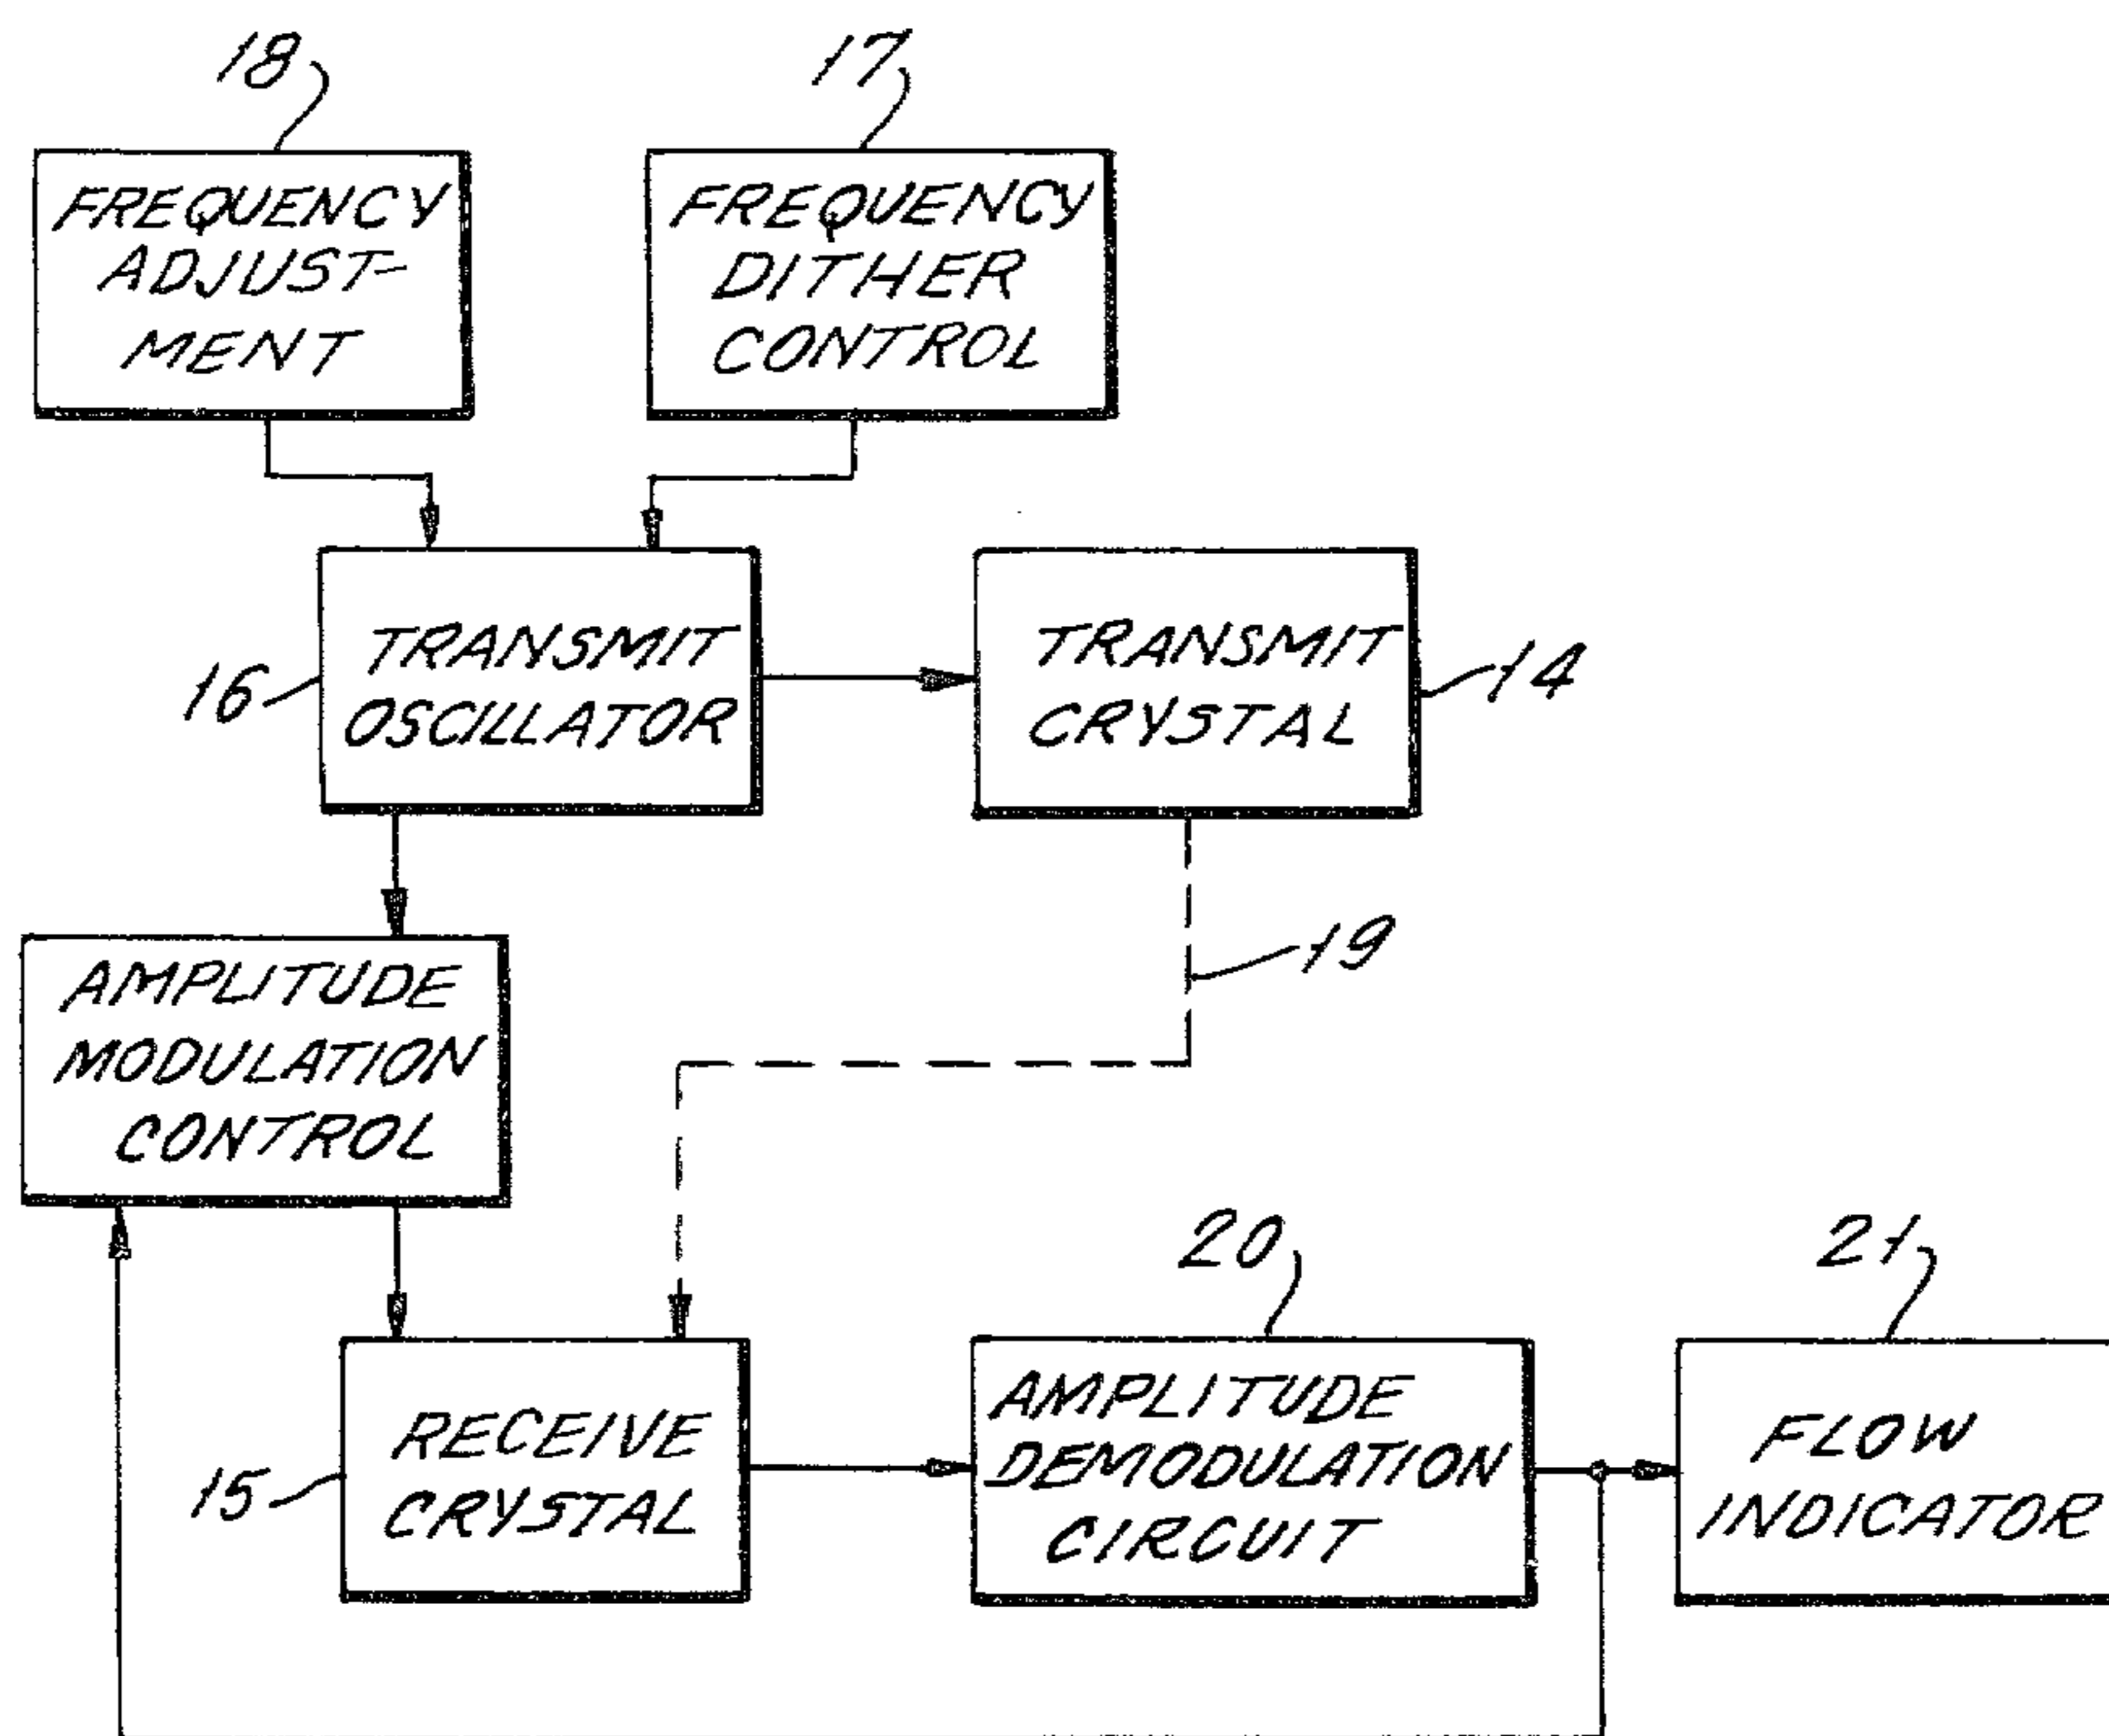 18
17
FREQUENCY
ADJUST-
MENT
FREQUENCY
DITHER
CONTROL
16
TRANSMIT
OSCILLATOR
TRANSMIT
CRYSTAL
14
19
AMPLITUDE
MODULATION
CONTROL
20
21
15
RECEIVE
CRYSTAL
AMPLITUDE
DEMODULATION
CIRCUIT
FLOW
INDICATOR